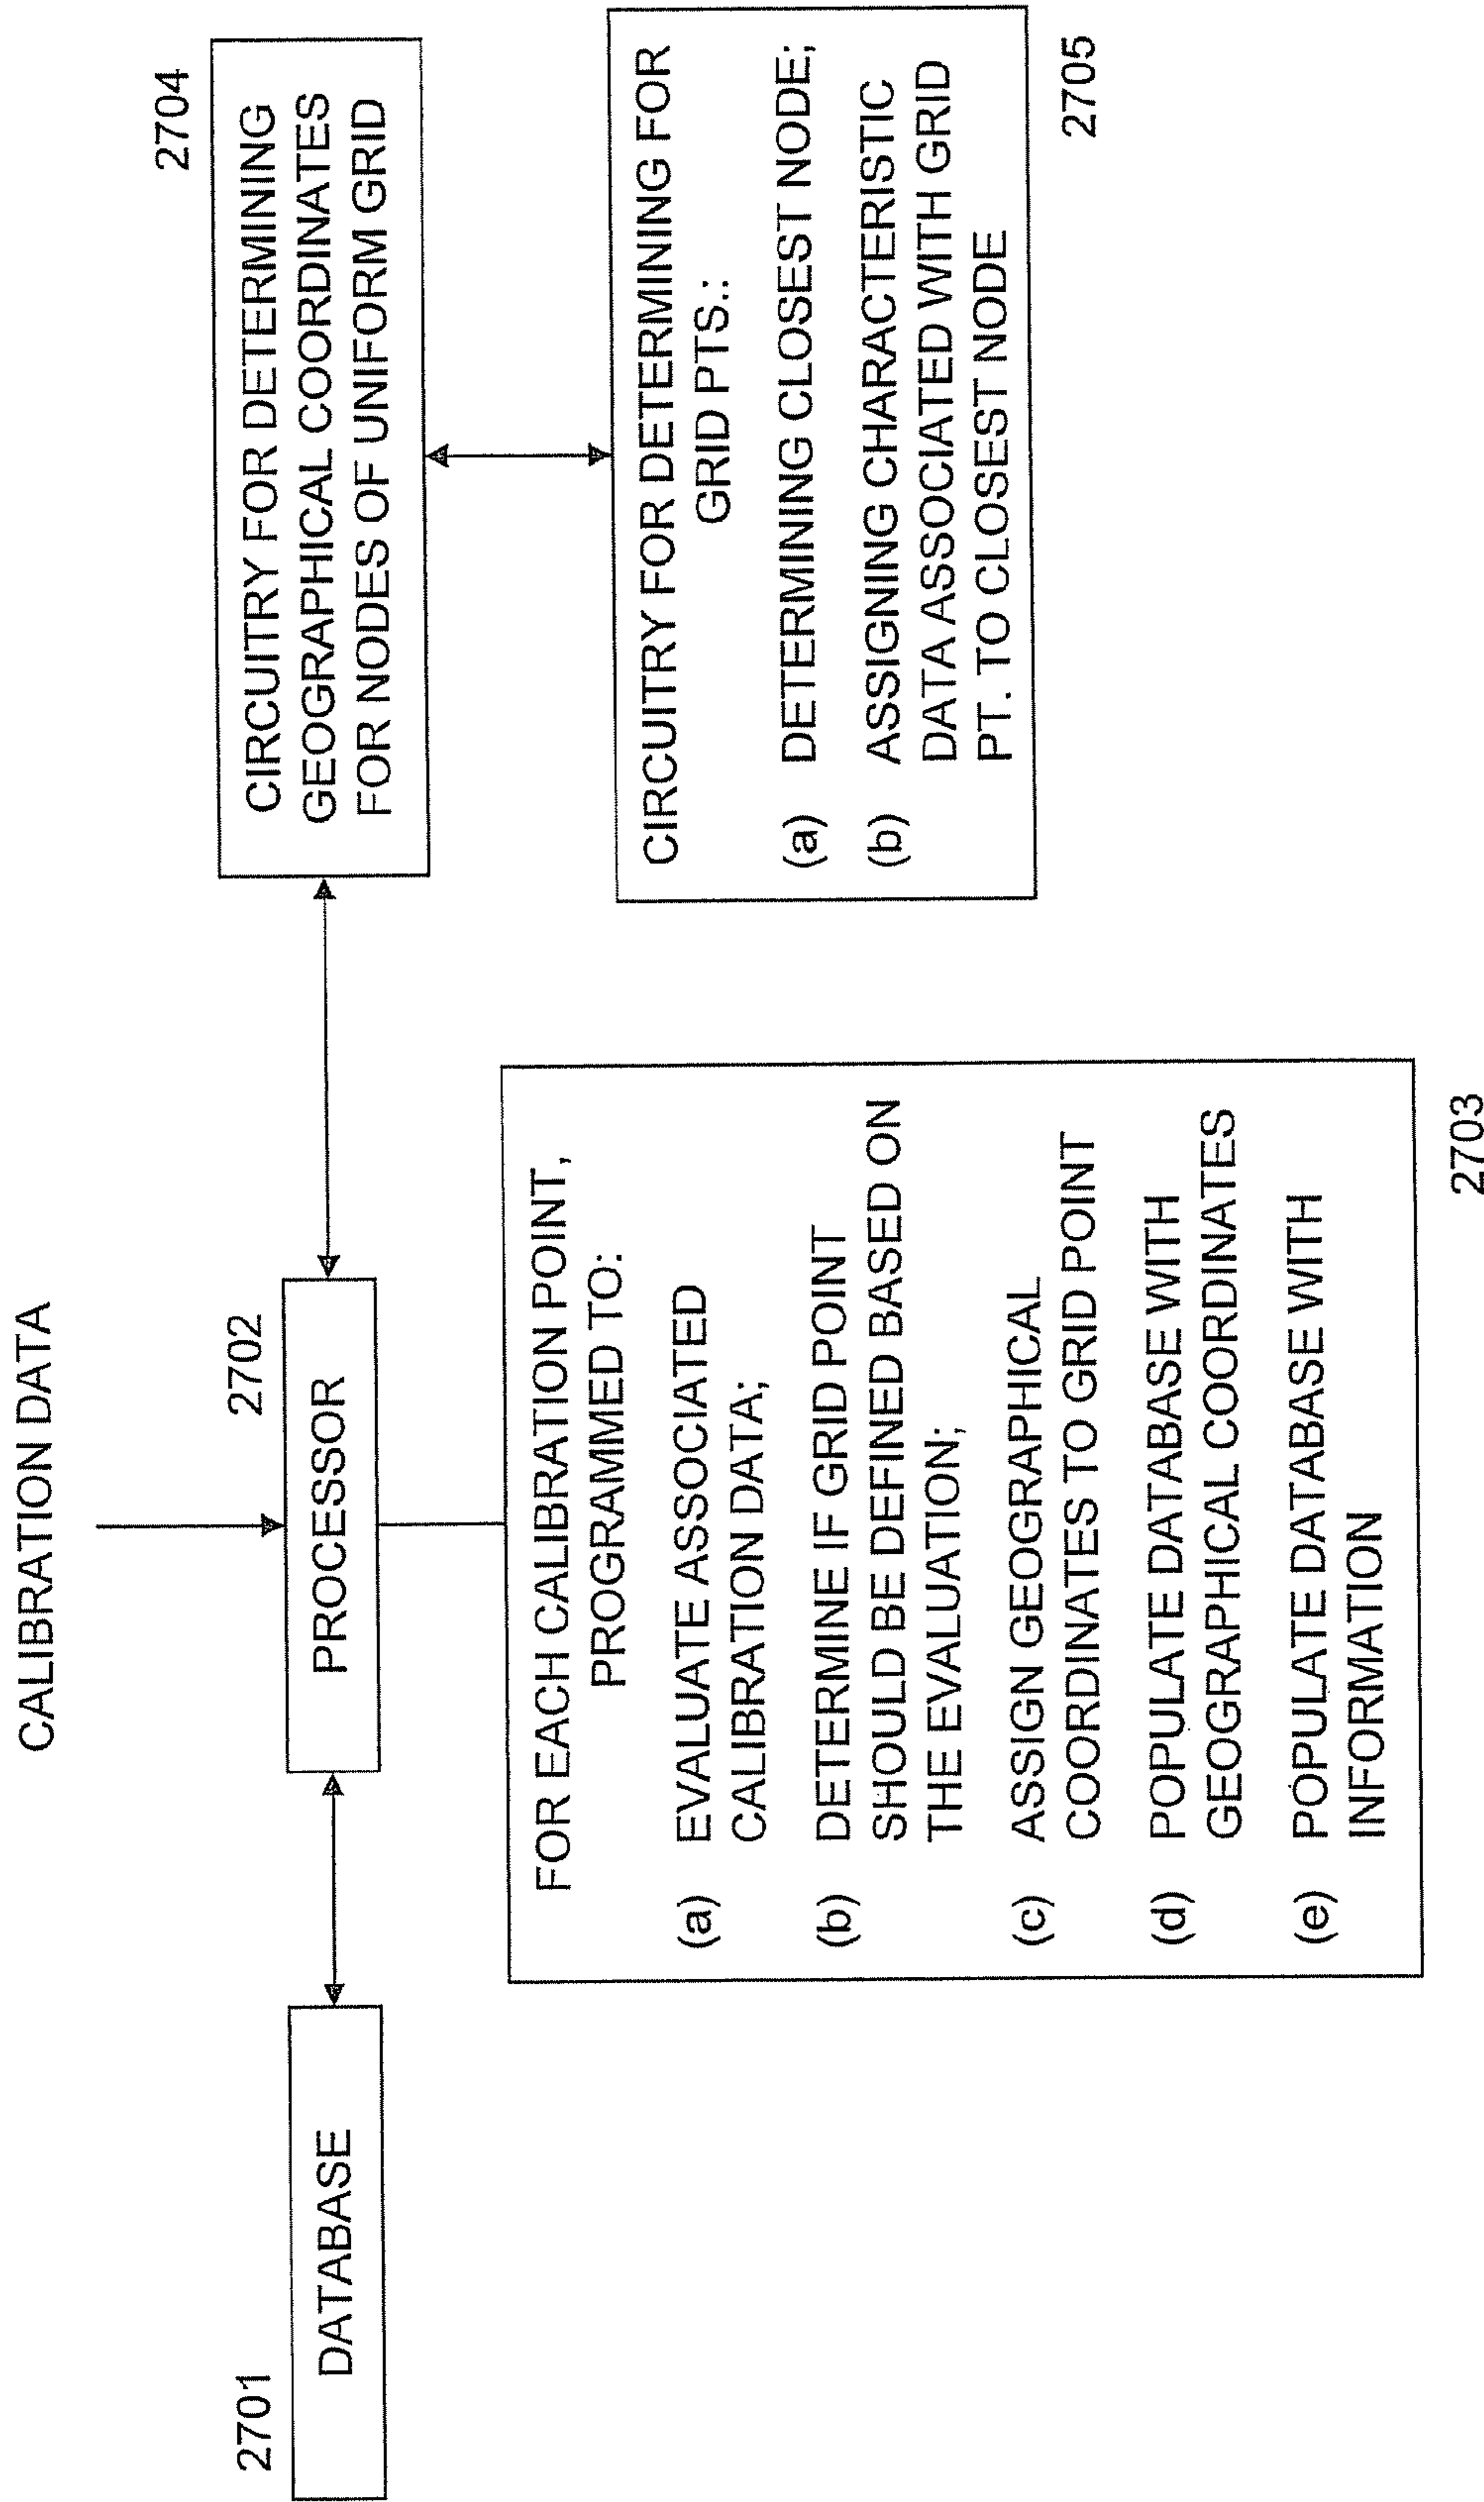 CALIBRATION DATA
2701
DATABASE
2702
PROCESSOR
2704
CIRCUITRY FOR DETERMINING
GEOGRAPHICAL COORDINATES
FOR NODES OF UNIFORM GRID
FOR EACH CALIBRATION POINT,
PROGRAMMED TO:
(a) EVALUATE ASSOCIATED
CALIBRATION DATA;
(b) DETERMINE IF GRID POINT
SHOULD BE DEFINED BASED ON
THE EVALUATION;
(c) ASSIGN GEOGRAPHICAL
COORDINATES TO GRID POINT
(d) POPULATE DATABASE WITH
GEOGRAPHICAL COORDINATES
(e) POPULATE DATABASE WITH
INFORMATION
2703
CIRCUITRY FOR DETERMINING FOR
GRID PTS.:
(a) DETERMINING CLOSEST NODE;
(b) ASSIGNING CHARACTERISTIC
DATA ASSOCIATED WITH GRID
PT. TO CLOSEST NODE
2705